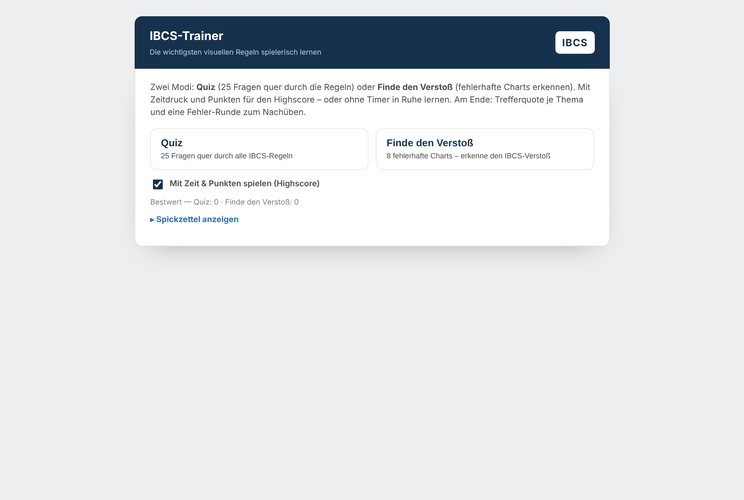 IBCS-Trainer
Die wichtigsten visuellen Regeln spielerisch lernen
IBCS
Zwei Modi: Quiz (25 Fragen quer durch die Regeln) oder Finde den Verstoß (fehlerhafte Charts erkennen). Mit
Zeitdruck und Punkten für den Highscore – oder ohne Timer in Ruhe lernen. Am Ende: Trefferquote je Thema
und eine Fehler-Runde zum Nachüben.
Quiz
25 Fragen quer durch alle IBCS-Regeln
Finde den Verstoß
8 fehlerhafte Charts – erkenne den IBCS-Verstoß
Mit Zeit & Punkten spielen (Highscore)
Bestwert — Quiz: 0 · Finde den Verstoß: 0
▸ Spickzettel anzeigen